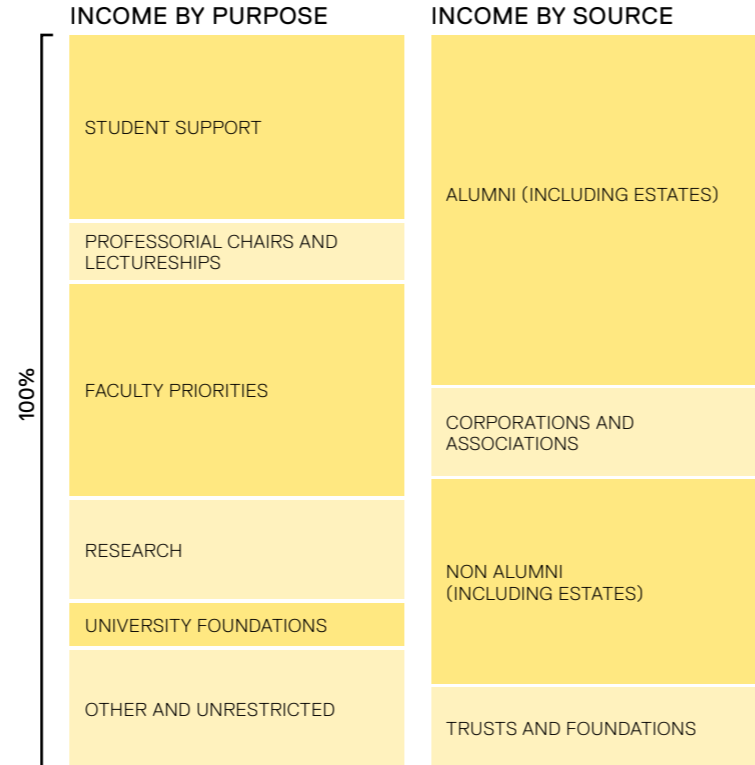 INCOME BY PURPOSE
INCOME BY SOURCE
100%
STUDENT SUPPORT
PROFESSORIAL CHAIRS AND
LECTURESHIPS
FACULTY PRIORITIES
RESEARCH
UNIVERSITY FOUNDATIONS
OTHER AND UNRESTRICTED
ALUMNI (INCLUDING ESTATES)
CORPORATIONS AND
ASSOCIATIONS
NON ALUMNI
(INCLUDING ESTATES)
TRUSTS AND FOUNDATIONS